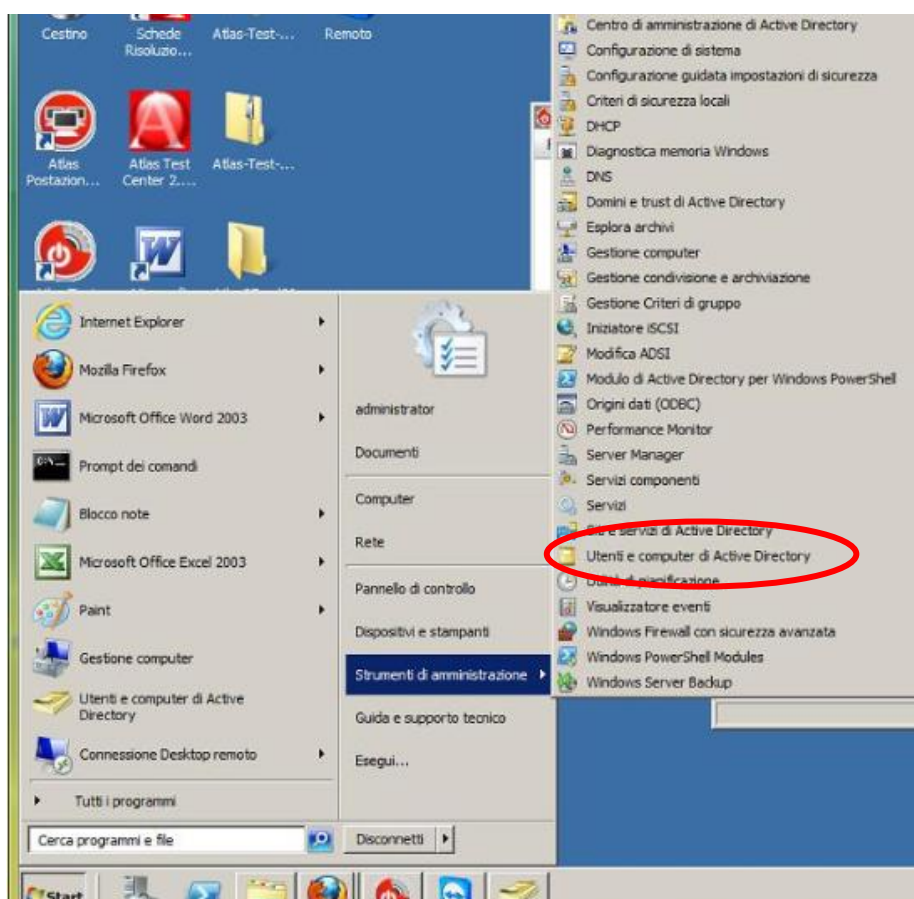 Cestino
Schede
Risoluzio...
Atlas-Test-...
Remoto
Atlas
Postazion...
Atlas Test
Center 2....
Atlas-Test-...
Internet Explorer
Mozilla Firefox
Microsoft Office Word 2003
Prompt dei comandi
Blocco note
Microsoft Office Excel 2003
Paint
Gestione computer
Utenti e computer di Active
Directory
Connessione Desktop remoto
Tutti i programmi
Cerca programmi e file
administrator
Documenti
Computer
Rete
Pannello di controllo
Dispositivi e stampanti
Strumenti di amministrazione
Guida e supporto tecnico
Esegui...
Disconnetti
Centro di amministrazione di Active Directory
Configurazione di sistema
Configurazione guidata impostazioni di sicurezza
Criteri di sicurezza locali
DHCP
Diagnostica memoria Windows
DNS
Domini e trust di Active Directory
Esplora archivi
Gestione computer
Gestione condivisione e archiviazione
Gestione Criteri di gruppo
Iniziatore iSCSI
Modifica ADSI
Modulo di Active Directory per Windows PowerShell
Origini dati (ODBC)
Performance Monitor
Server Manager
Servizi componenti
Servizi
Siti e servizi di Active Directory
Utenti e computer di Active Directory
Utilità di pianificazione
Visualizzatore eventi
Windows Firewall con sicurezza avanzata
Windows PowerShell Modules
Windows Server Backup
Start